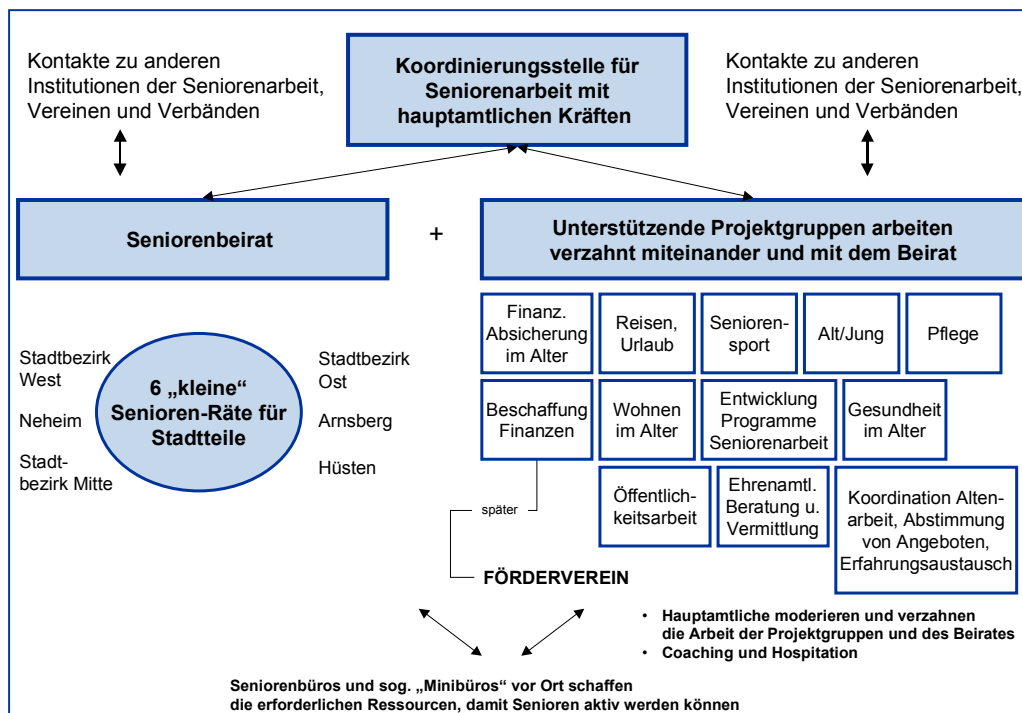 Kontakte zu anderen
Institutionen der Seniorenarbeit,
Vereinen und Verbänden
Koordinierungsstelle für
Seniorenarbeit mit
hauptamtlichen Kräften
Kontakte zu anderen
Institutionen der Seniorenarbeit,
Vereinen und Verbänden
Seniorenbeirat
+
Unterstützende Projektgruppen arbeiten
verzahnt miteinander und mit dem Beirat
Stadtbezirk
West
Neheim
Stadt-
bezirk Mitte
6 „kleine“
Senioren-Räte für
Stadtteile
Stadtbezirk
Ost
Arnsberg
Hüsten
Finanz.
Absicherung
im Alter
Reisen,
Urlaub
Senioren-
sport
Alt/Jung
Pflege
Beschaffung
Finanzen
Wohnen
im Alter
Entwicklung
Programme
Seniorenarbeit
Gesundheit
im Alter
Öffentlich-
keitsarbeit
Ehrenamtl.
Beratung u.
Vermittlung
Koordination Alten-
arbeit, Abstimmung
von Angeboten,
Erfahrungsaustausch
später
FÖRDERVEREIN
• Hauptamtliche moderieren und verzahnen
die Arbeit der Projektgruppen und des Beirates
• Coaching und Hospitation
Seniorenbüros und sog. „Minibüros“ vor Ort schaffen
die erforderlichen Ressourcen, damit Senioren aktiv werden können